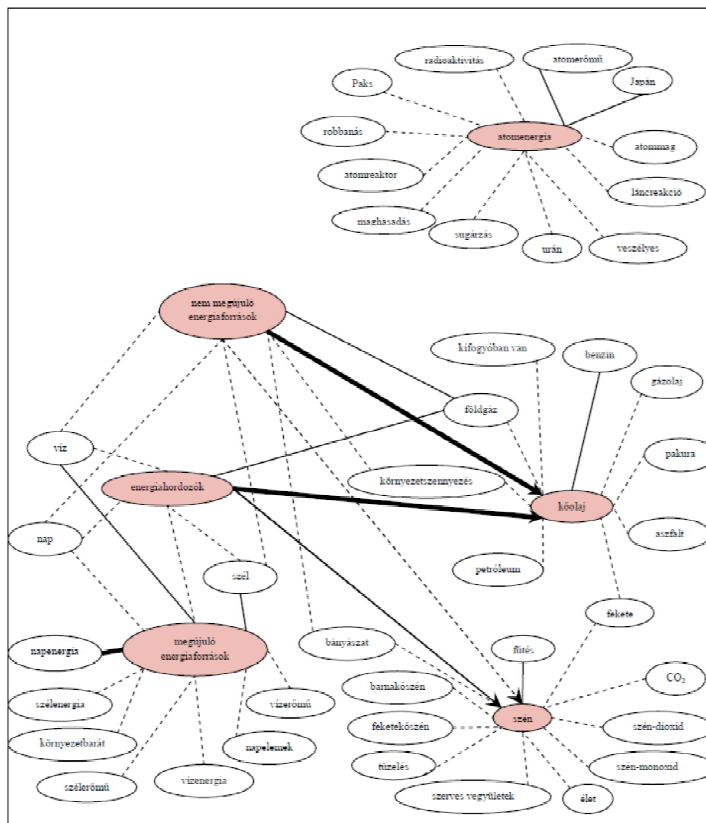 radioaktivitás
atomerőmű
Japán
Paks
robbanás
atomenergia
atommag
atomreaktor
láncreakció
maghasadás
sugárzás
urán
veszélyes
nem megújuló
energiaforrások
kifogyóban van
benzin
gázolaj
földgáz
víz
pakura
energiahordozók
környezetszennyezés
kőolaj
aszfalt
nap
szél
petróleum
fekete
napenergia
megújuló
energiaforrások
bányászat
fűtés
szélenergia
vízerőmű
barnakőszén
CO₂
környezetbarát
napelemek
feketekőszén
szén
szén-dioxid
szélerőmű
vízenergia
tüzelés
szén-monoxid
szerves vegyületek
élet